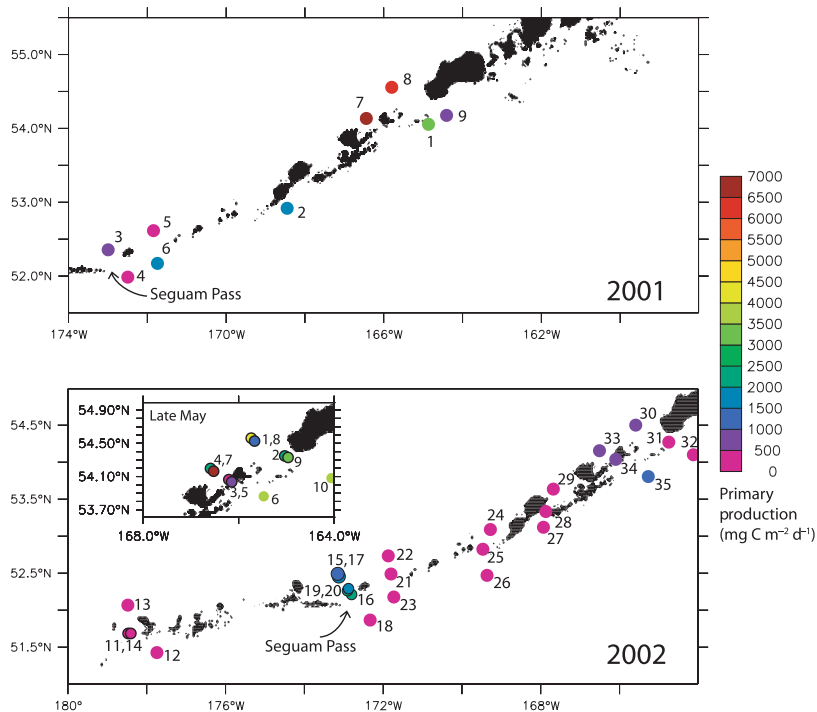 55.0°N
54.0°N
53.0°N
52.0°N
8
7
9
1
2
5
3
6
4
Seguam Pass
2001
174°W
170°W
166°W
162°W
7000
6500
6000
5500
5000
4500
4000
3500
3000
2500
2000
1500
1000
500
0
Primary
production
(mg C m⁻² d⁻¹)
54.5°N
53.5°N
52.5°N
51.5°N
54.90°N
54.50°N
54.10°N
53.70°N
Late May
1,8
2
9
4,7
3,5
6
10
168.0°W
164.0°W
30
31
32
33
34
35
29
28
27
24
25
26
22
21
23
15,17
19,20
16
18
13
11,14
12
Seguam Pass
2002
180°
176°W
172°W
168°W